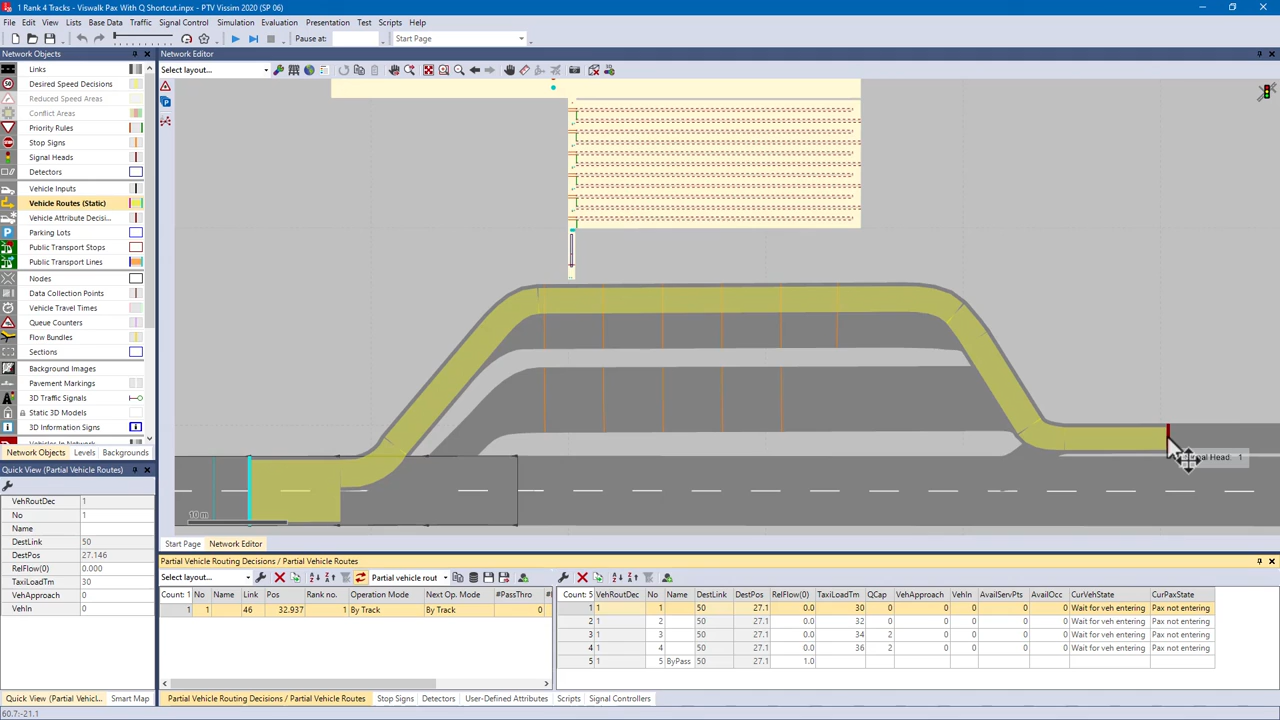 1 Rank 4 Tracks - Viswalk Pax With Q Shortcut.inpx - PTV Vissim 2020 (SP 06)
File Edit View Lists Base Data Traffic Signal Control Simulation Evaluation Presentation Test Scripts Help
Pause at: Start Page
Network Objects
Network Editor
Select layout...
Links
Desired Speed Decisions
Reduced Speed Areas
Conflict Areas
Priority Rules
Stop Signs
Signal Heads
Detectors
Vehicle Inputs
Vehicle Routes (Static)
Vehicle Attribute Decisi...
Parking Lots
Public Transport Stops
Public Transport Lines
Nodes
Data Collection Points
Vehicle Travel Times
Queue Counters
Flow Bundles
Sections
Background Images
Pavement Markings
3D Traffic Signals
Static 3D Models
3D Information Signs
Vehicles In Network
Network Objects Levels Backgrounds
Head 1
10 m
Start Page Network Editor
Quick View (Partial Vehicle Routes)
VehRoutDec 1
No 1
Name
DestLink 50
DestPos 27.146
RelFlow(0) 0.000
TaxiLoadTm 30
VehApproach 0
VehIn 0
Quick View (Partial Vehicl... Smart Map
Partial Vehicle Routing Decisions / Partial Vehicle Routes
Select layout... Partial vehicle rout
Count: 1 No Name Link Pos Rank no. Operation Mode Next Op. Mode #PassThro
1 1 46 32.937 1 By Track By Track 0
Count: 5 VehRoutDec No Name DestLink DestPos RelFlow(0) TaxiLoadTm QCap VehApproach VehIn AvailServPts AvailOcc CurVehState CurPaxState
1 1 1 50 27.1 0.0 30 0 0 0 0 0 Wait for veh entering Pax not entering
2 1 2 50 27.1 0.0 32 0 0 0 0 0 Wait for veh entering Pax not entering
3 1 3 50 27.1 0.0 34 2 0 0 0 0 Wait for veh entering Pax not entering
4 1 4 50 27.1 0.0 36 2 0 0 0 0 Wait for veh entering Pax not entering
5 1 5 ByPass 50 27.1 1.0
Partial Vehicle Routing Decisions / Partial Vehicle Routes Stop Signs Detectors User-Defined Attributes Scripts Signal Controllers
60.7:-21.1